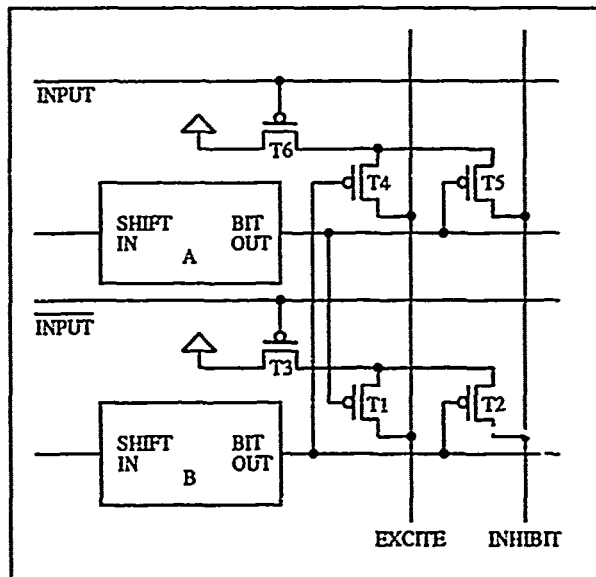 INPUT
T6
T4
T5
SHIFT IN
BIT OUT
A
INPUT
T3
T1
T2
SHIFT IN
BIT OUT
B
EXCITE
INHIBIT